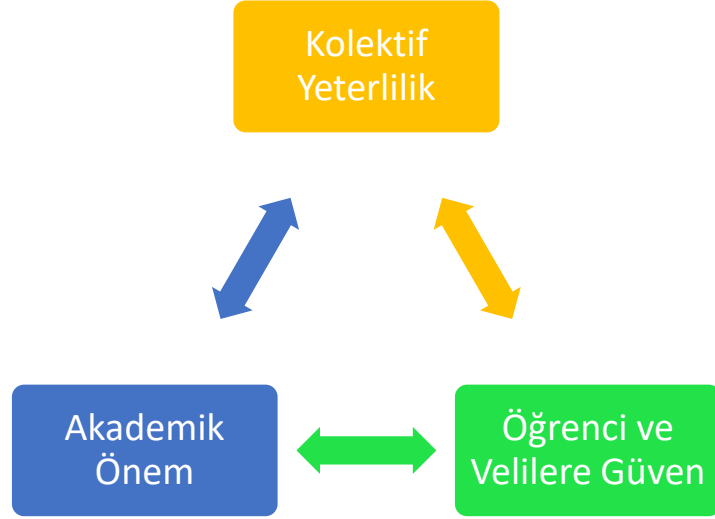 Kolektif
Yeterlilik
Akademik
Önem
Öğrenci ve
Velilere Güven